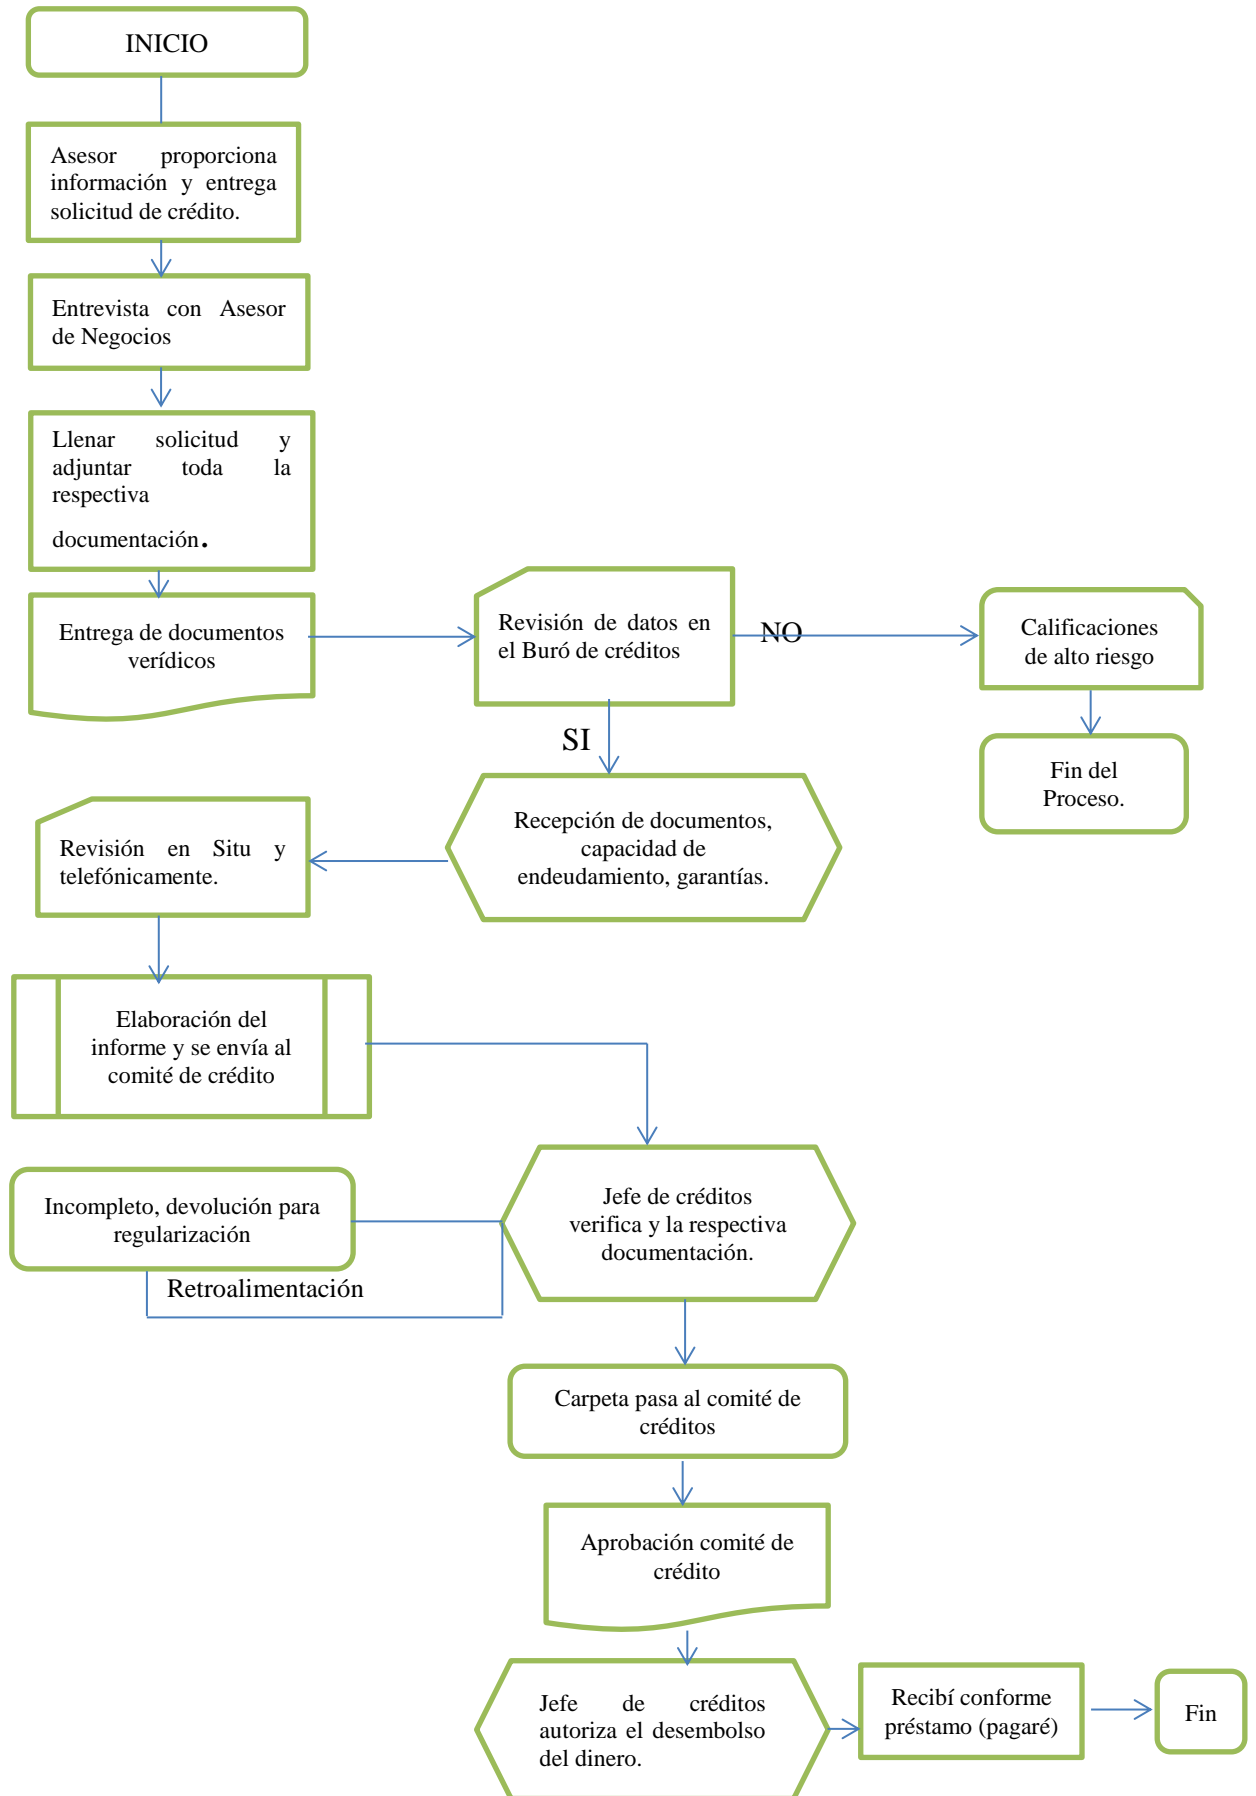 INICIO
Asesor proporciona
información y entrega
solicitud de crédito.
Entrevista con Asesor
de Negocios
Llenar solicitud y
adjuntar toda la
respectiva
documentación.
Entrega de documentos
verídicos
Revisión de datos en
el Buró de créditos
NO
Calificaciones
de alto riesgo
Fin del
Proceso.
SI
Recepción de documentos,
capacidad de
endeudamiento, garantías.
Revisión en Situ y
telefónicamente.
Elaboración del
informe y se envía al
comité de crédito
Jefe de créditos
verifica y la respectiva
documentación.
Incompleto, devolución para
regularización
Retroalimentación
Carpeta pasa al comité de
créditos
Aprobación comité de
crédito
Jefe de créditos
autoriza el desembolso
del dinero.
Recibí conforme
préstamo (pagaré)
Fin